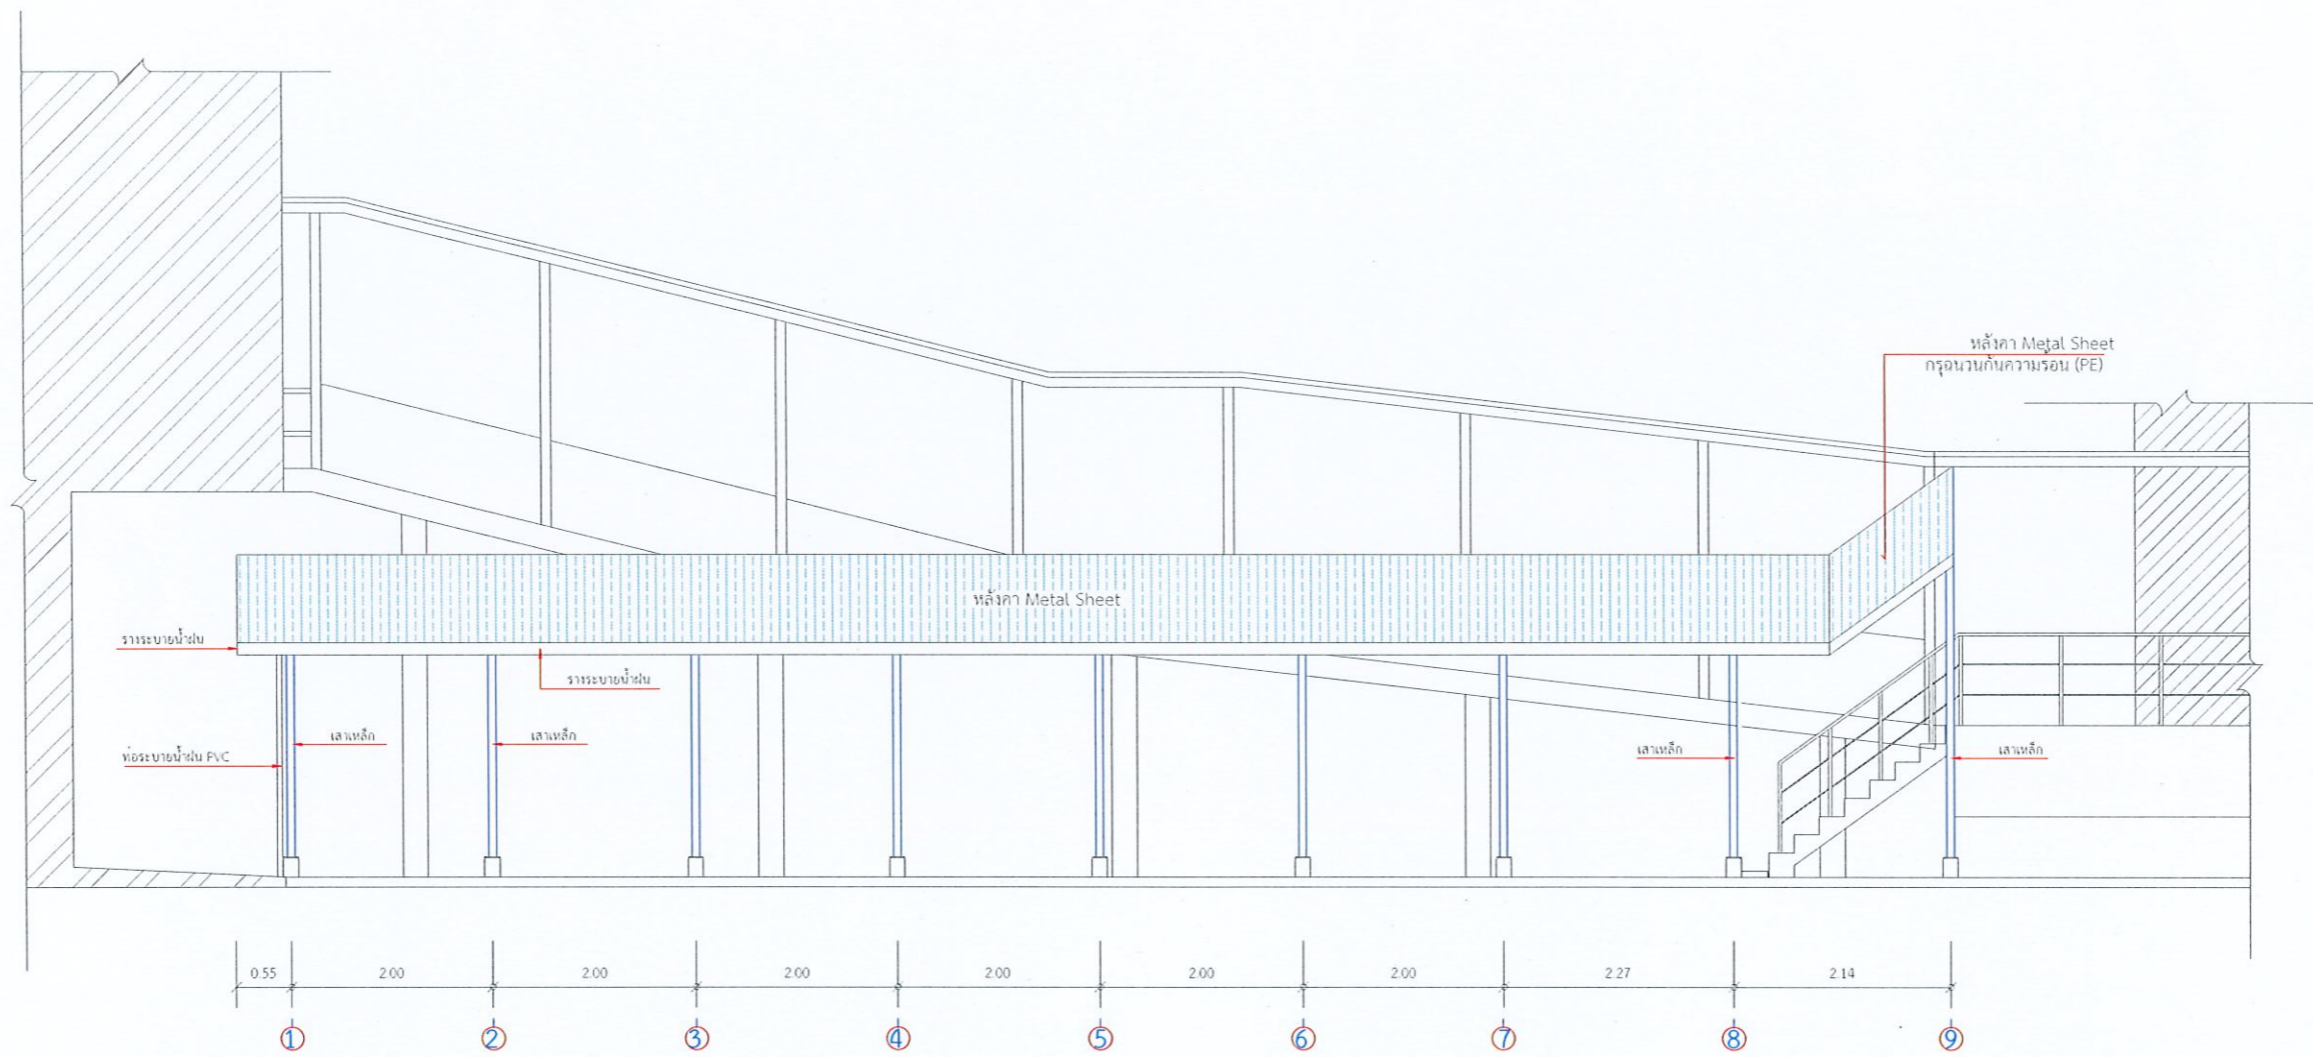 หลังคา Metal Sheet
กรุฉนวนกันความร้อน (PE)
หลังคา Metal Sheet
รางระบายน้ำฝน
รางระบายน้ำฝน
เสาเหล็ก
เสาเหล็ก
เสาเหล็ก
เสาเหล็ก
ท่อระบายน้ำฝน PVC
0.55 2.00 2.00 2.00 2.00 2.00 2.00 2.27 2.14
1 2 3 4 5 6 7 8 9